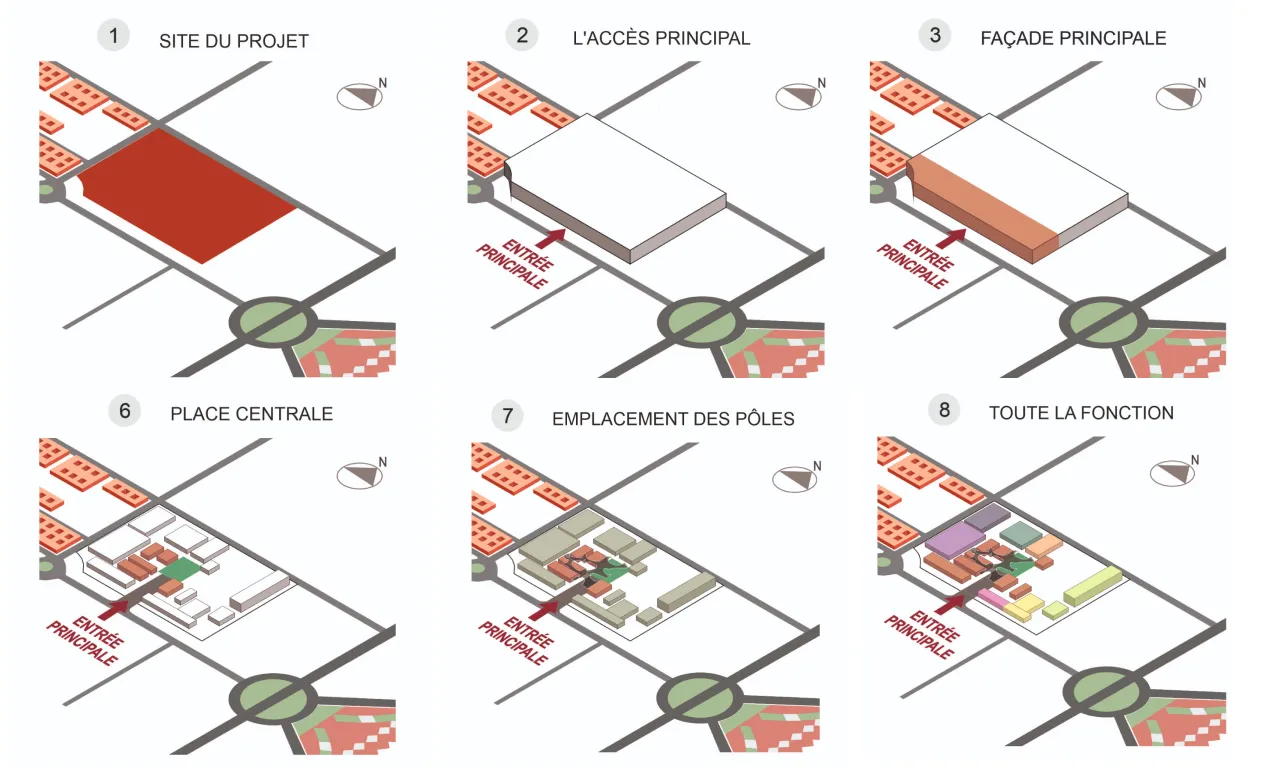 1
SITE DU PROJET
N
2
L'ACCÈS PRINCIPAL
N
ENTRÉE
PRINCIPALE
3
FAÇADE PRINCIPALE
N
ENTRÉE
PRINCIPALE
6
PLACE CENTRALE
N
ENTRÉE
PRINCIPALE
7
EMPLACEMENT DES PÔLES
N
ENTRÉE
PRINCIPALE
8
TOUTE LA FONCTION
N
ENTRÉE
PRINCIPALE